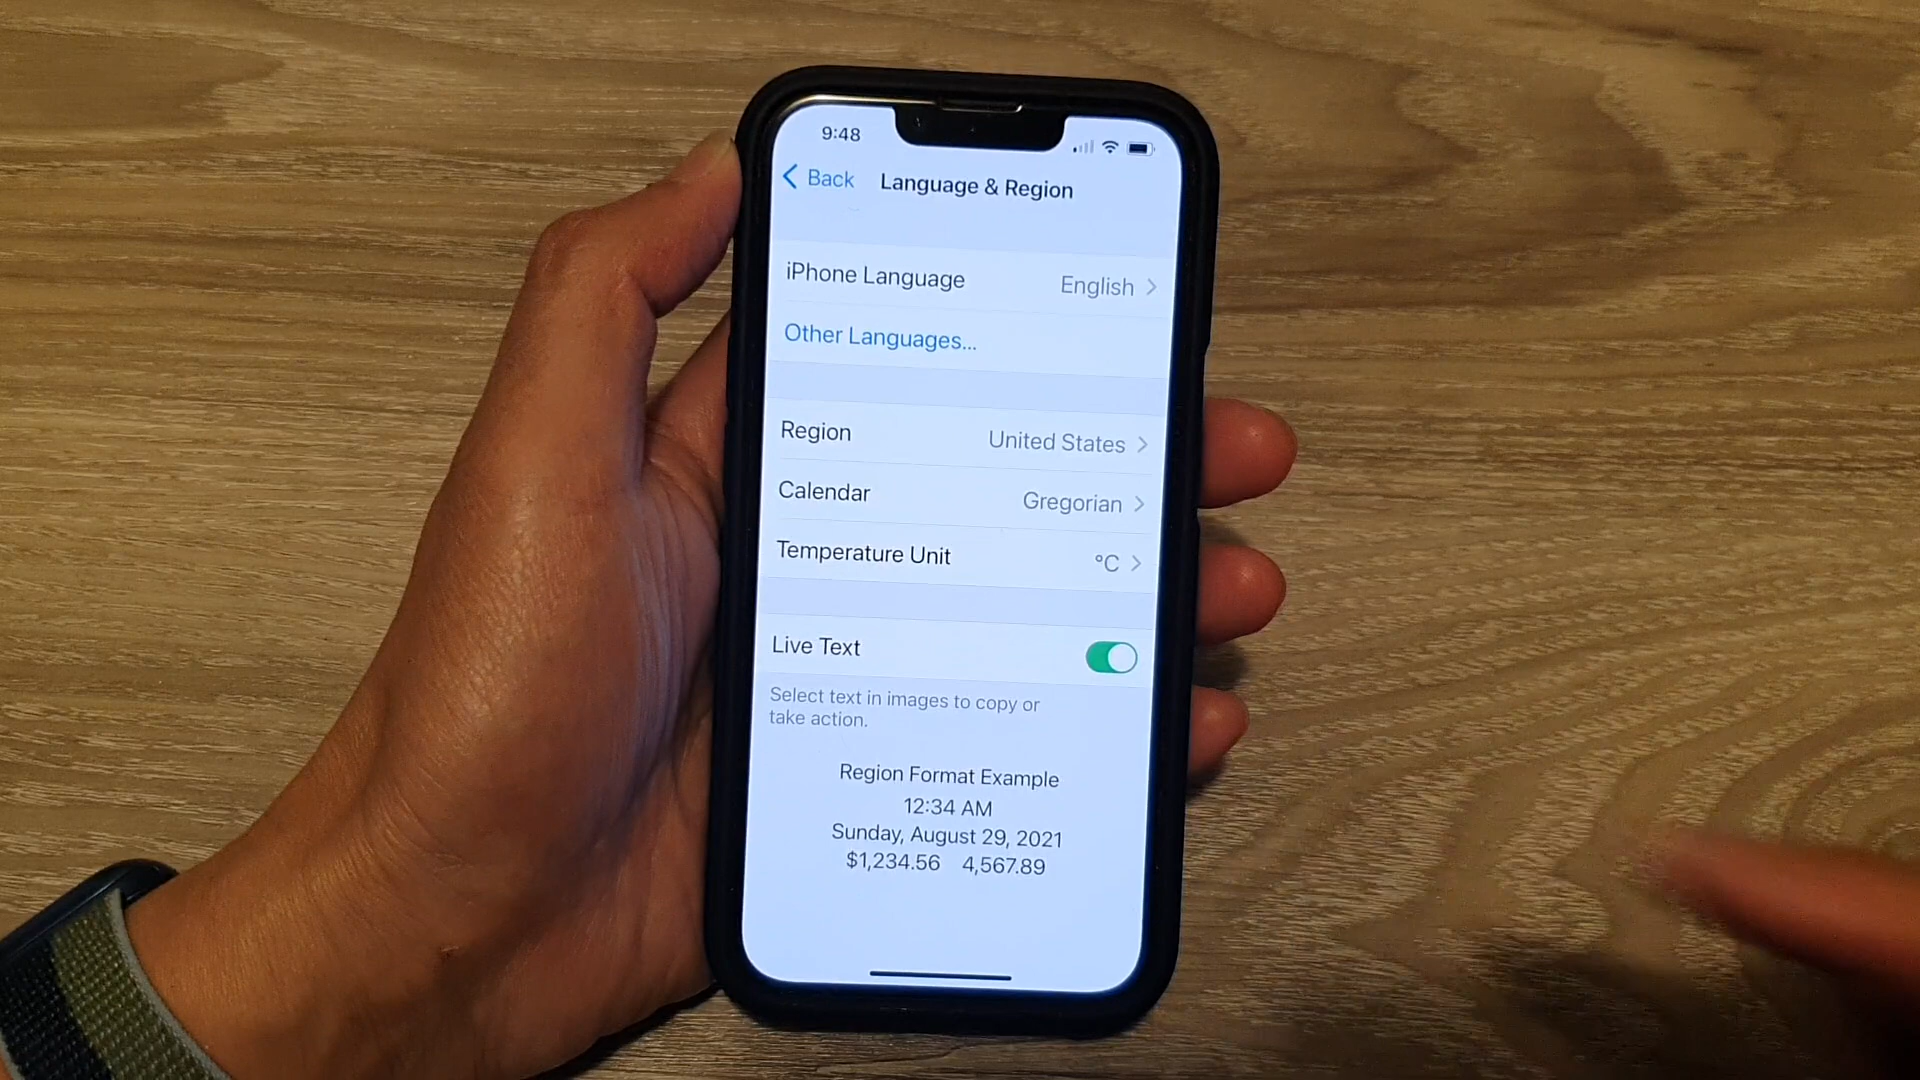 9:48
Back Language & Region
iPhone Language English
Other Languages...
Region United States
Calendar Gregorian
Temperature Unit °C
Live Text
Select text in images to copy or
take action.
Region Format Example
12:34 AM
Sunday, August 29, 2021
$1,234.56 4,567.89